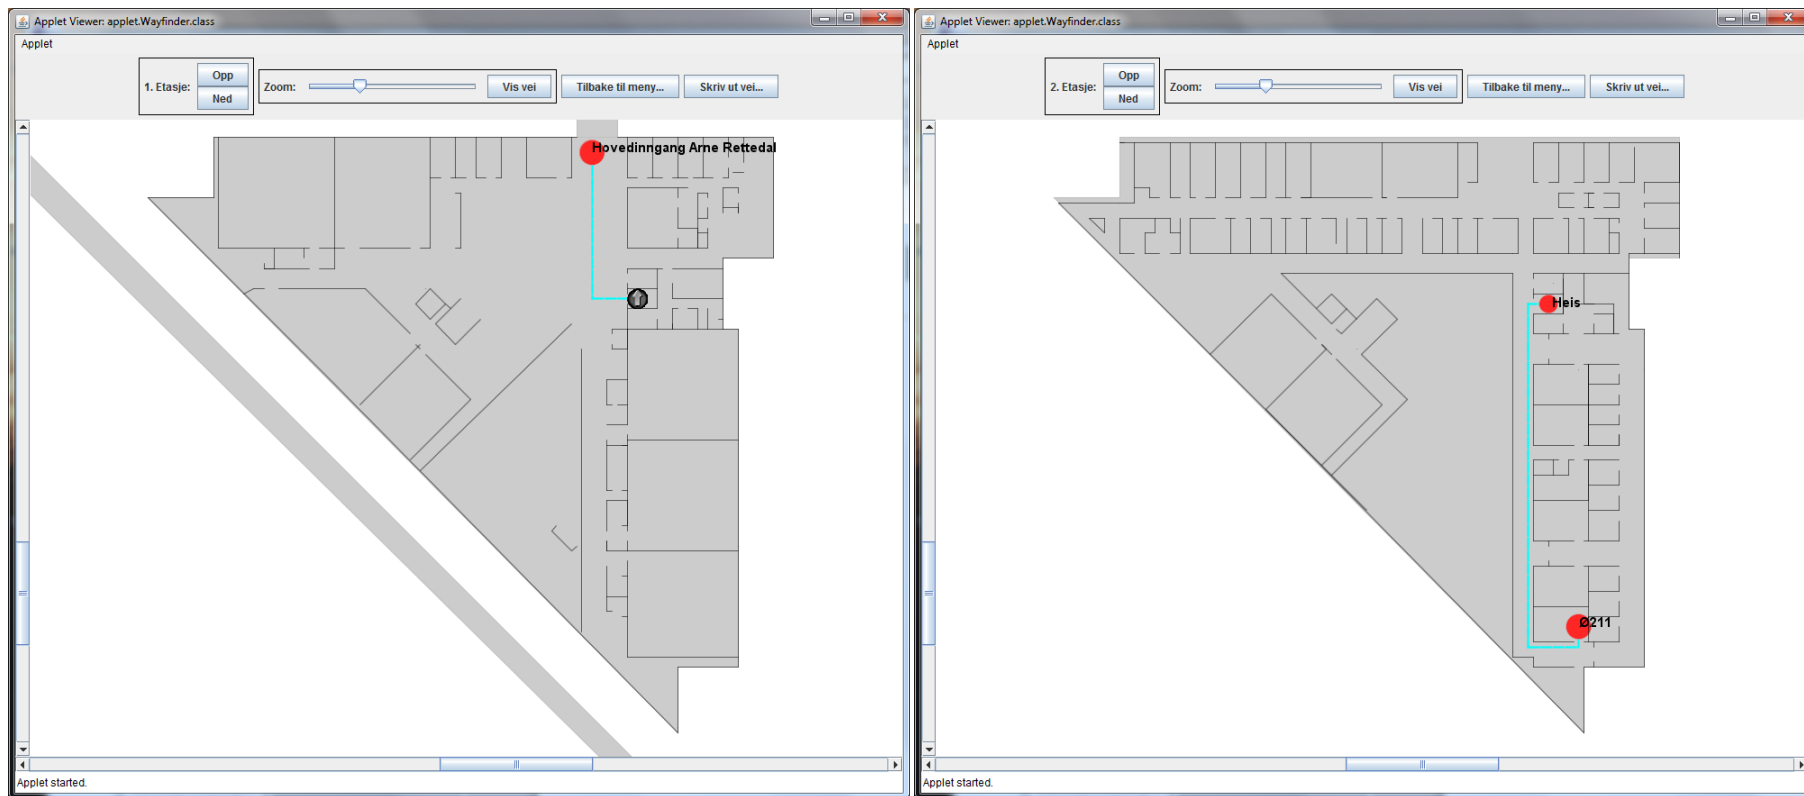 Applet Viewer: applet.Wayfinder.class
Applet
1. Etasje:
Opp
Ned
Zoom:
Vis vei
Tilbake til meny...
Skriv ut vei...
Hovedinngang Arne Rettedal
Applet started.
Applet Viewer: applet.Wayfinder.class
Applet
2. Etasje:
Opp
Ned
Zoom:
Vis vei
Tilbake til meny...
Skriv ut vei...
Heis
Ø211
Applet started.